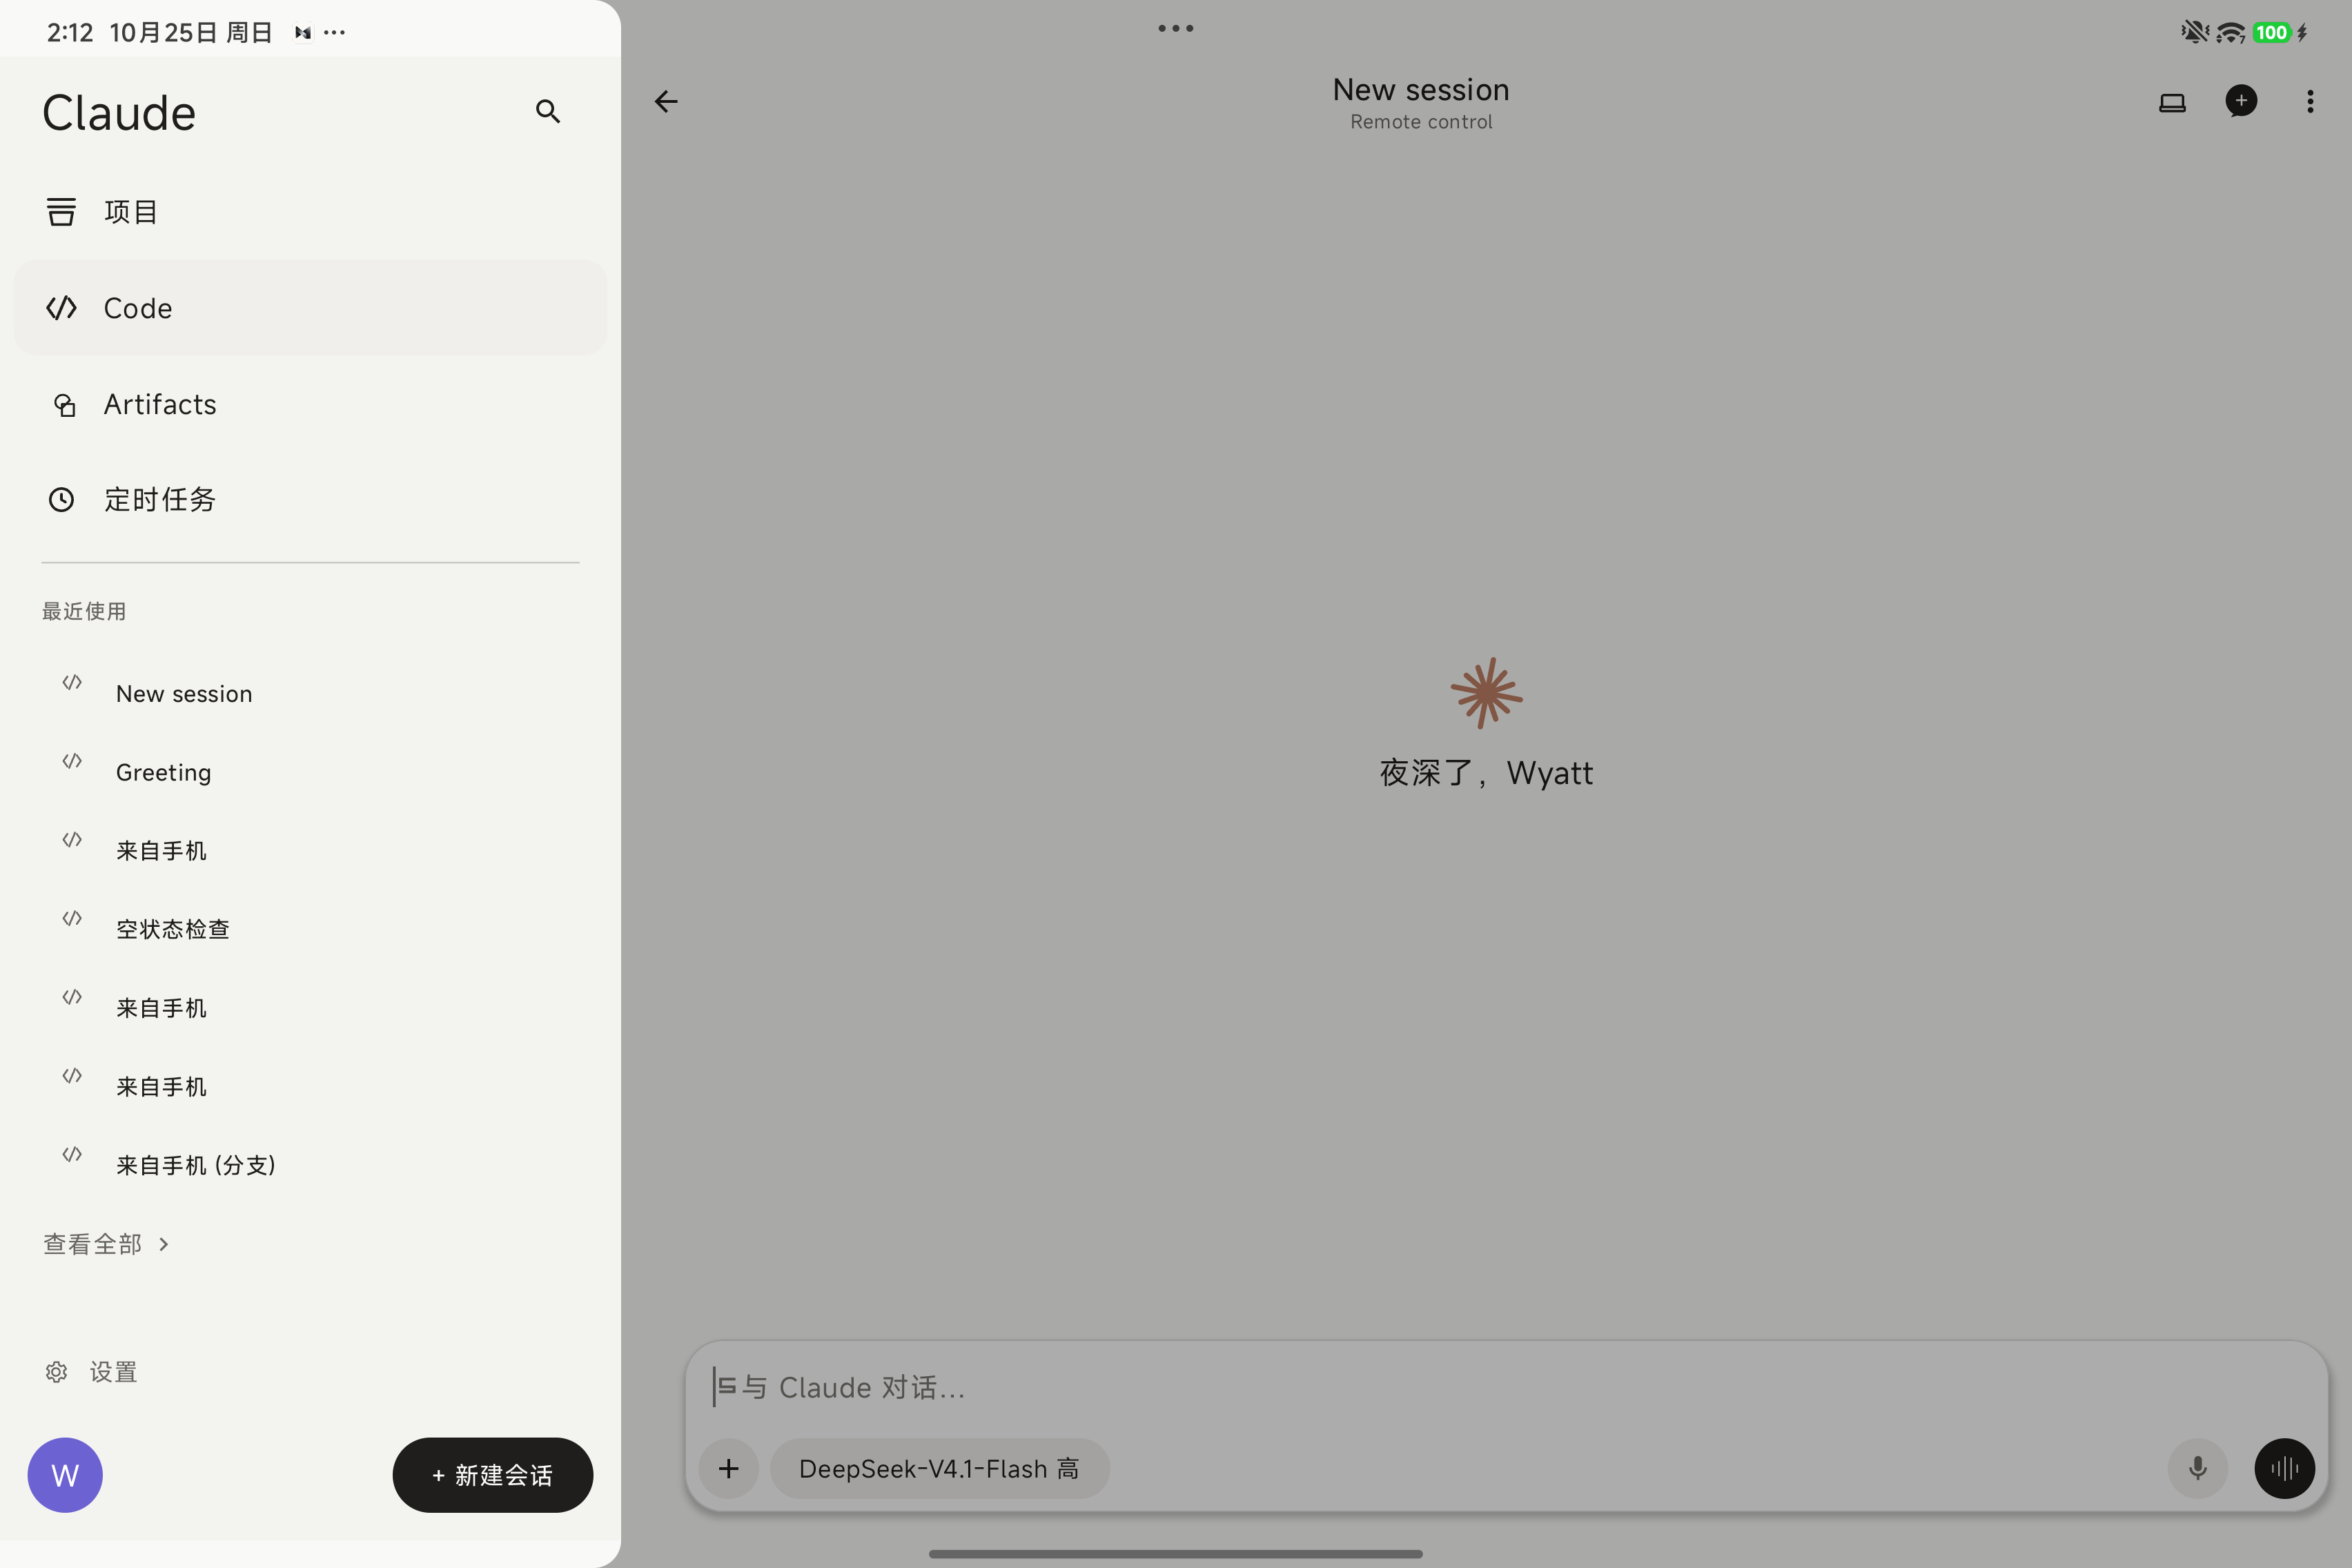 2:12 10月25日 周日
100
Claude
项目
Code
Artifacts
定时任务
最近使用
New session
Greeting
来自手机
空状态检查
来自手机
来自手机
来自手机 (分支)
查看全部
设置
W
+ 新建会话
New session
Remote control
夜深了，Wyatt
与 Claude 对话...
DeepSeek-V4.1-Flash 高